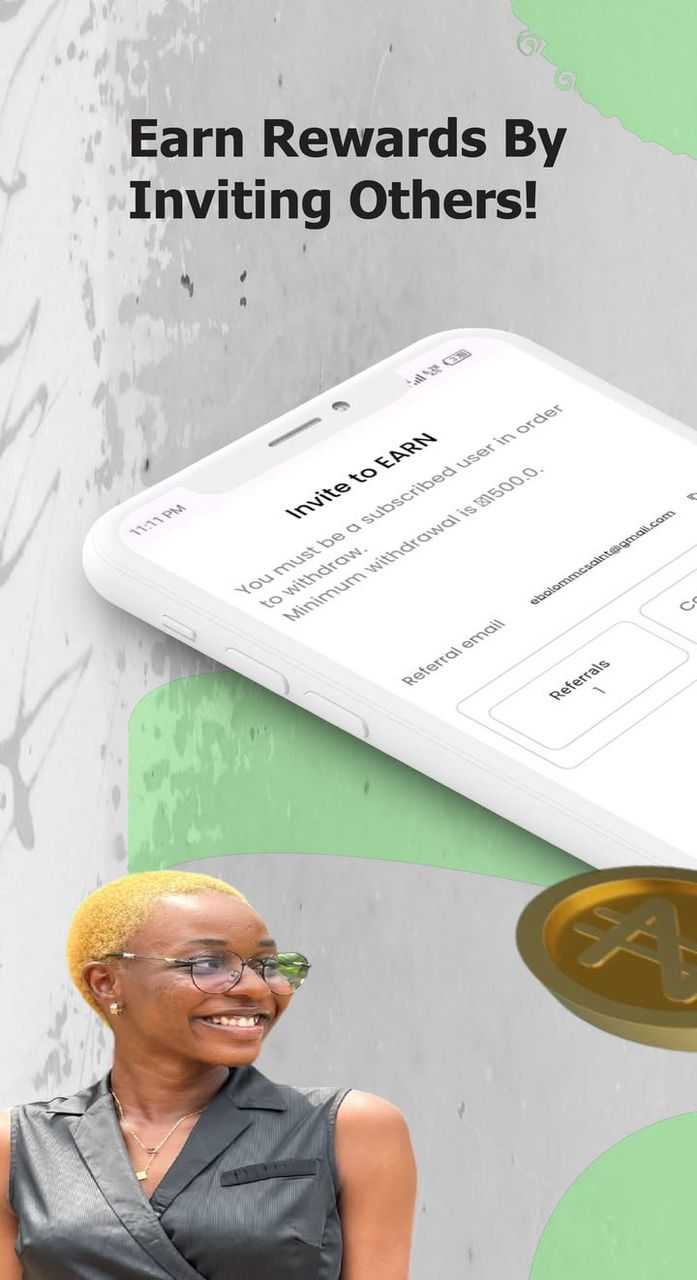 Earn Rewards By
Inviting Others!
11:11 PM
Invite to EARN
You must be a subscribed user in order
to withdraw.
Minimum withdrawal is 1500.0.
Referral email
ebolommcsaint@gmail.com
Referrals
1
Co